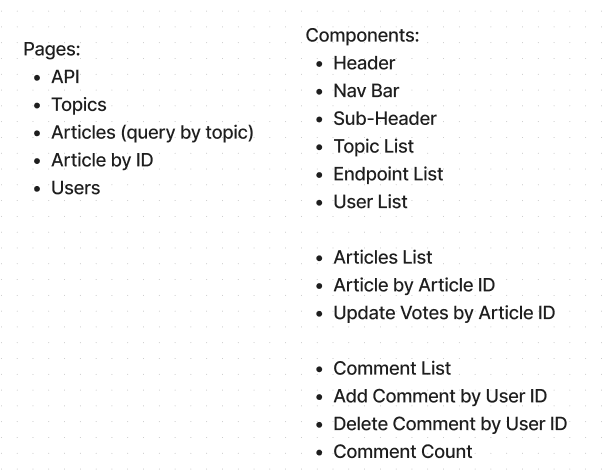 Pages:
• API
• Topics
• Articles (query by topic)
• Article by ID
• Users
Components:
• Header
• Nav Bar
• Sub-Header
• Topic List
• Endpoint List
• User List
• Articles List
• Article by Article ID
• Update Votes by Article ID
• Comment List
• Add Comment by User ID
• Delete Comment by User ID
• Comment Count